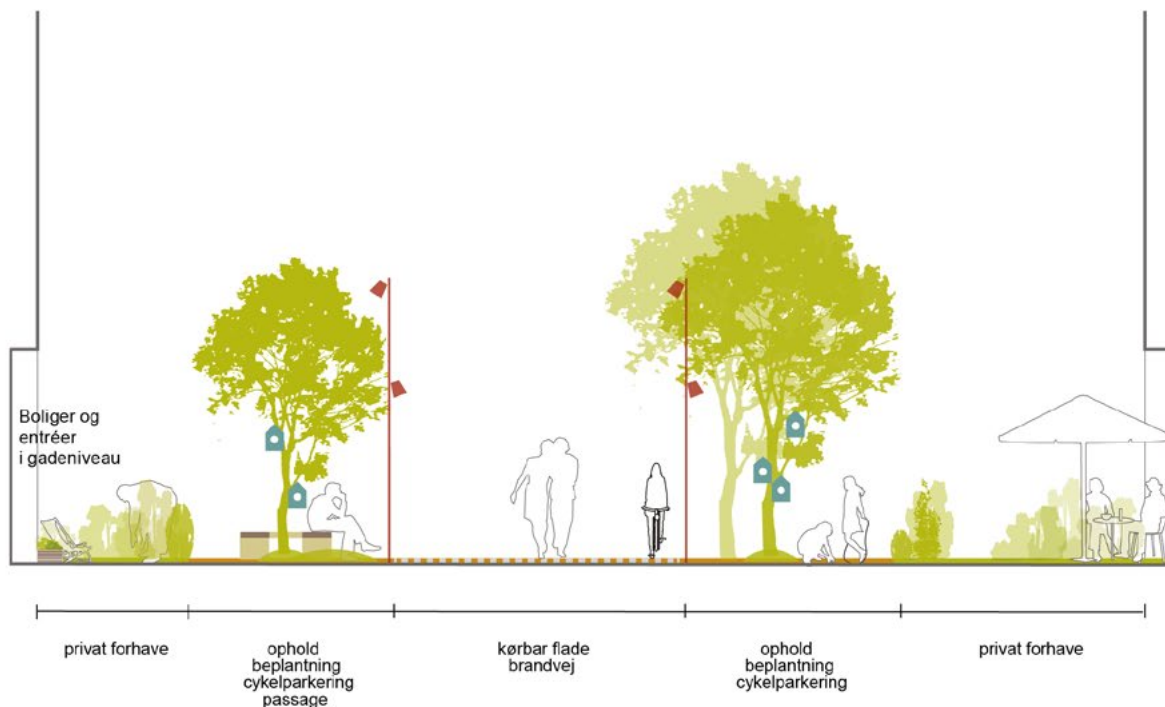 Boliger og
entréer
i gadeniveau
privat forhave
ophold
beplantning
cykelparkering
passage
kørbar flade
brandvej
ophold
beplantning
cykelparkering
privat forhave